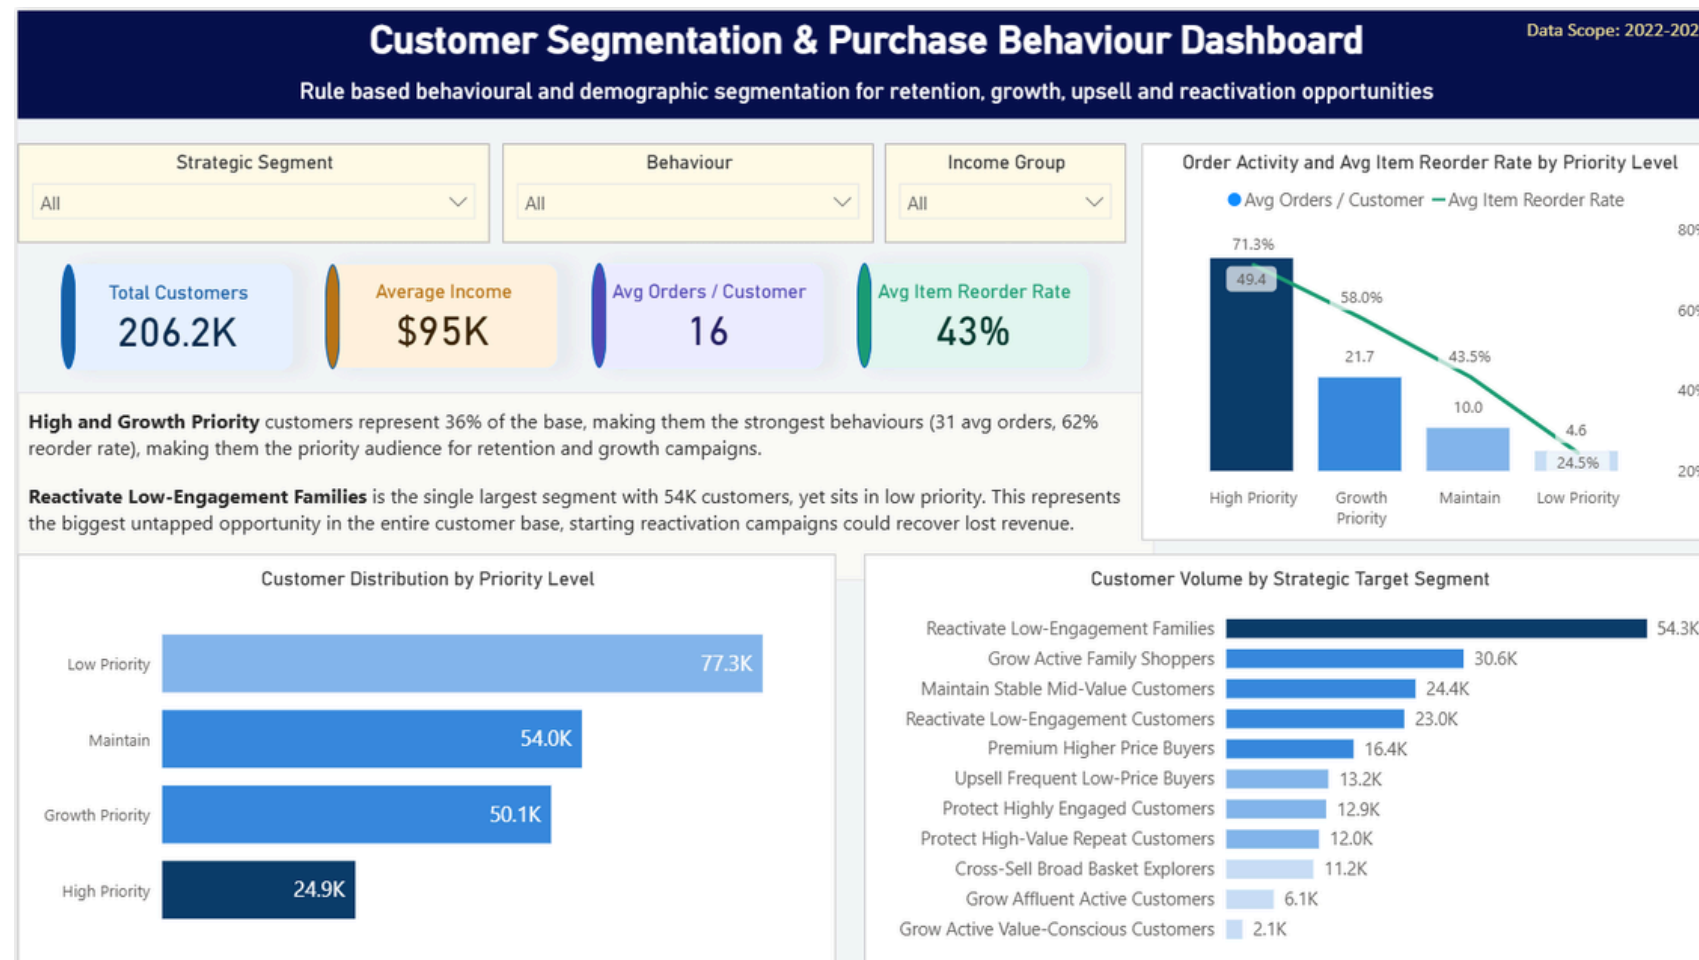 Customer Segmentation & Purchase Behaviour Dashboard
Data Scope: 2022-202
Rule based behavioural and demographic segmentation for retention, growth, upsell and reactivation opportunities
Strategic Segment
All
Behaviour
All
Income Group
All
Total Customers
206.2K
Average Income
$95K
Avg Orders / Customer
16
Avg Item Reorder Rate
43%
High and Growth Priority customers represent 36% of the base, making them the strongest behaviours (31 avg orders, 62%
reorder rate), making them the priority audience for retention and growth campaigns.
Reactivate Low-Engagement Families is the single largest segment with 54K customers, yet sits in low priority. This represents
the biggest untapped opportunity in the entire customer base, starting reactivation campaigns could recover lost revenue.
Order Activity and Avg Item Reorder Rate by Priority Level
Avg Orders / Customer Avg Item Reorder Rate
80%
60%
40%
20%
71.3%
49.4
58.0%
21.7
43.5%
10.0
4.6
24.5%
High Priority
Growth
Priority
Maintain
Low Priority
Customer Distribution by Priority Level
Low Priority 77.3K
Maintain 54.0K
Growth Priority 50.1K
High Priority 24.9K
Customer Volume by Strategic Target Segment
Reactivate Low-Engagement Families 54.3K
Grow Active Family Shoppers 30.6K
Maintain Stable Mid-Value Customers 24.4K
Reactivate Low-Engagement Customers 23.0K
Premium Higher Price Buyers 16.4K
Upsell Frequent Low-Price Buyers 13.2K
Protect Highly Engaged Customers 12.9K
Protect High-Value Repeat Customers 12.0K
Cross-Sell Broad Basket Explorers 11.2K
Grow Affluent Active Customers 6.1K
Grow Active Value-Conscious Customers 2.1K